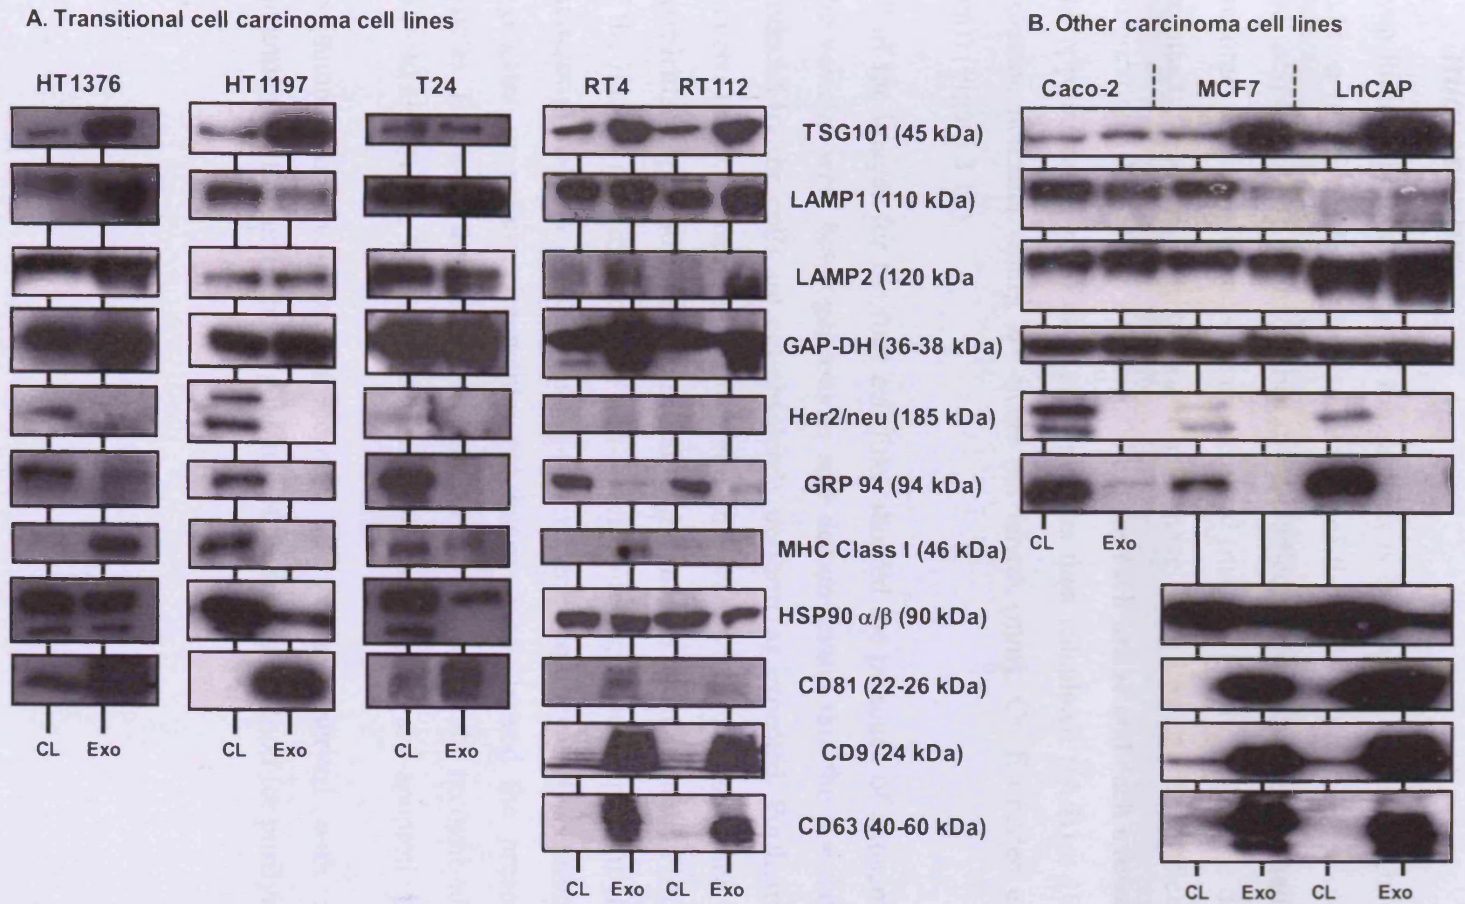 A. Transitional cell carcinoma cell lines
B. Other carcinoma cell lines
HT1376
HT1197
T24
RT4
RT112
Caco-2
MCF7
LnCAP
TSG101 (45 kDa)
LAMP1 (110 kDa)
LAMP2 (120 kDa
GAP-DH (36-38 kDa)
Her2/neu (185 kDa)
GRP 94 (94 kDa)
MHC Class I (46 kDa)
HSP90 α/β (90 kDa)
CD81 (22-26 kDa)
CD9 (24 kDa)
CD63 (40-60 kDa)
CL Exo
CL Exo
CL Exo
CL Exo
CL Exo CL Exo
CL Exo CL Exo